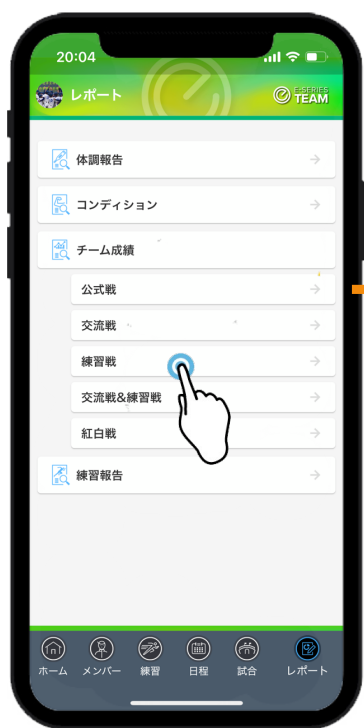 20:04
レポート
E-SERIES
TEAM
体調報告
コンディション
チーム成績
公式戦
交流戦
練習戦
交流戦&練習戦
紅白戦
練習報告
ホーム メンバー 練習 日程 試合 レポート